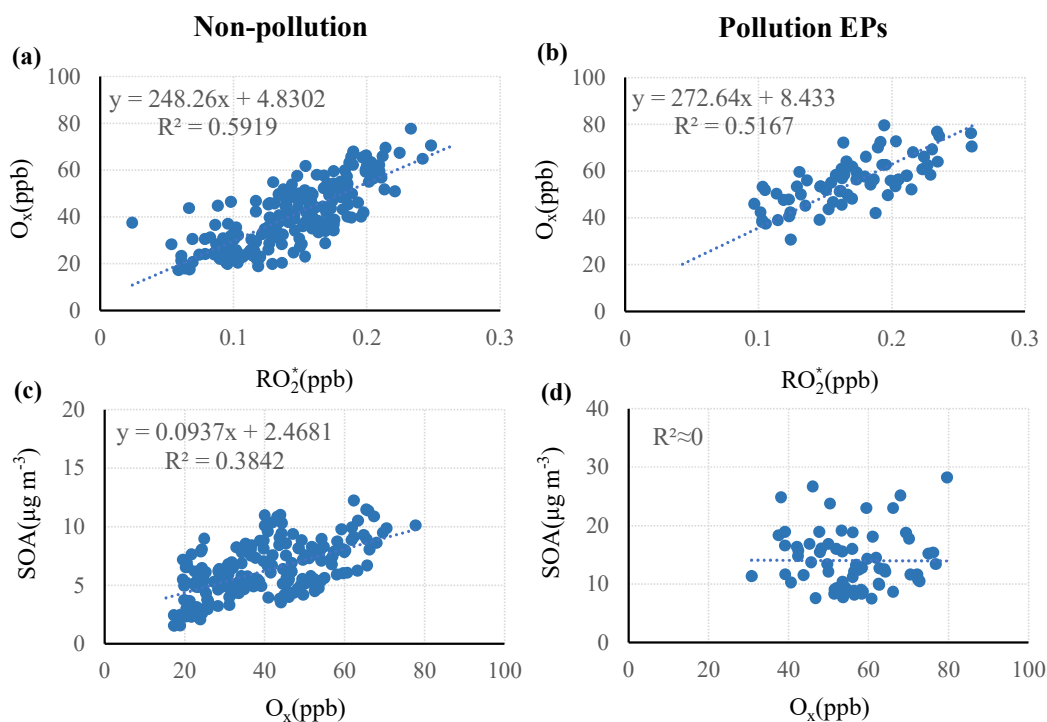 Non-pollution
Pollution EPs
(a)
100
80
60
40
20
0
O_x(ppb)
y = 248.26x + 4.8302
R² = 0.5919
0
0.1
0.2
0.3
RO₂*(ppb)
(b)
100
80
60
40
20
0
O_x(ppb)
y = 272.64x + 8.433
R² = 0.5167
0
0.1
0.2
0.3
RO₂*(ppb)
(c)
20
15
10
5
0
SOA(µg m⁻³)
y = 0.0937x + 2.4681
R² = 0.3842
0
20
40
60
80
100
O_x(ppb)
(d)
40
30
20
10
0
SOA(µg m⁻³)
R²≈0
0
20
40
60
80
100
O_x(ppb)